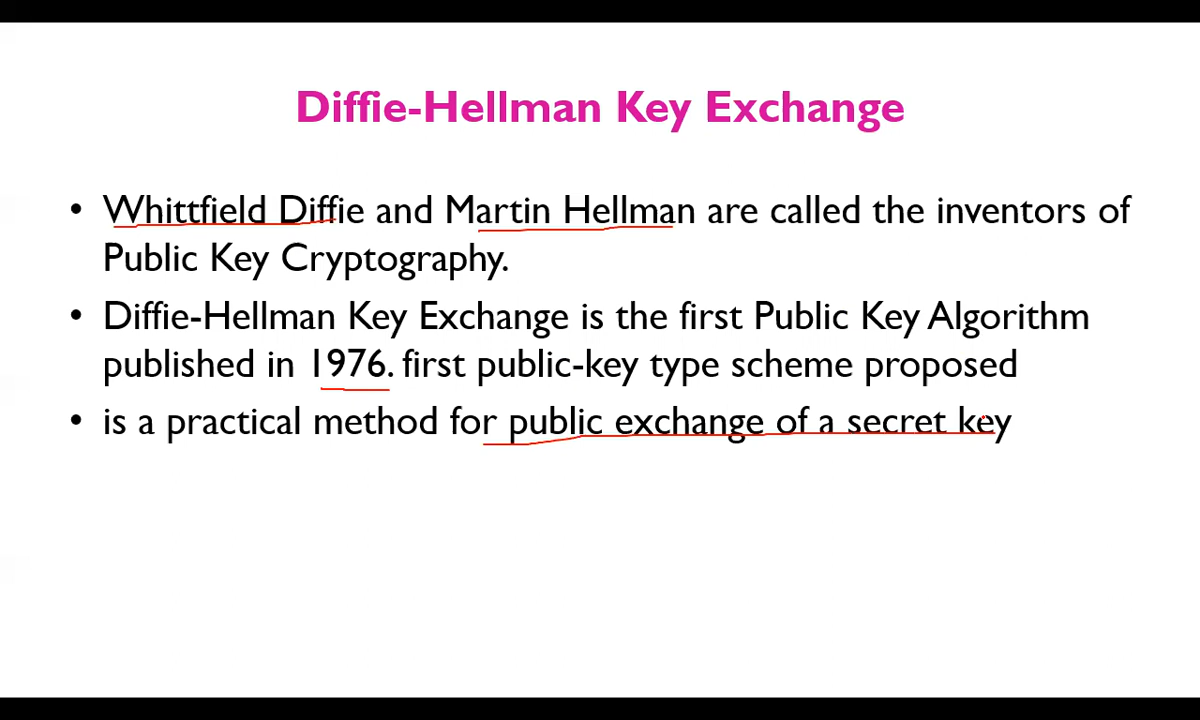 Diffie-Hellman Key Exchange
• Whittfield Diffie and Martin Hellman are called the inventors of
Public Key Cryptography.
• Diffie-Hellman Key Exchange is the first Public Key Algorithm
published in 1976. first public-key type scheme proposed
• is a practical method for public exchange of a secret key